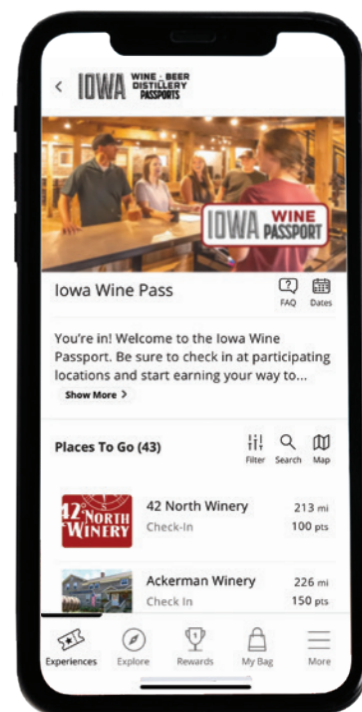 IOWA WINE · BEER
DISTILLERY
PASSPORTS
IOWA WINE
PASSPORT
Iowa Wine Pass
FAQ Dates
You're in! Welcome to the Iowa Wine
Passport. Be sure to check in at participating
locations and start earning your way to...
Show More >
Places To Go (43)
Filter Search Map
42°NORTH
WINERY
42 North Winery 213 mi
Check-In 100 pts
Ackerman Winery 226 mi
Check In 150 pts
Experiences Explore Rewards My Bag More